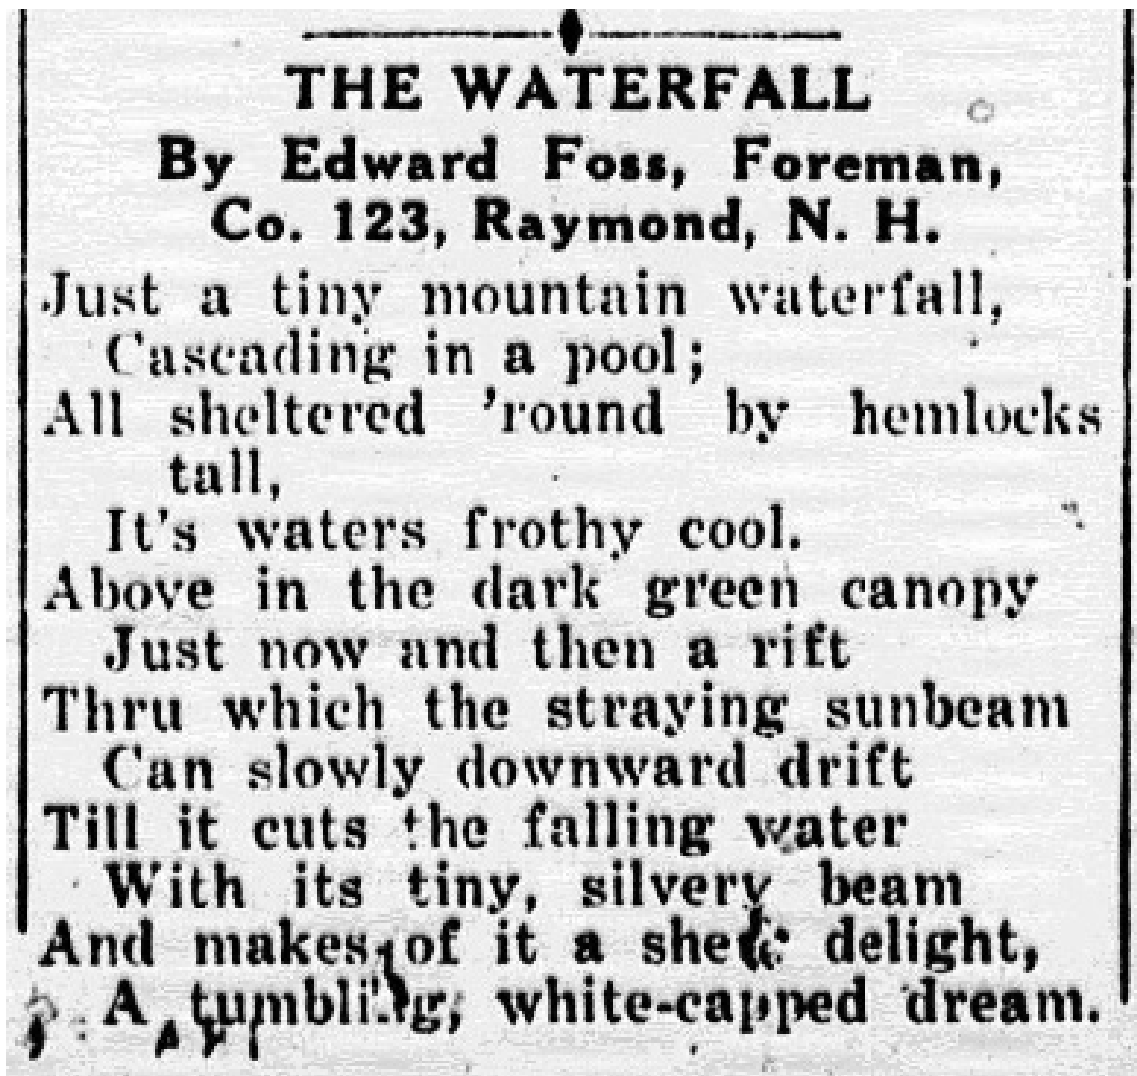 THE WATERFALL
By Edward Foss, Foreman,
Co. 123, Raymond, N. H.
Just a tiny mountain waterfall,
Cascading in a pool;
All sheltered 'round by hemlocks
tall,
It's waters frothy cool.
Above in the dark green canopy
Just now and then a rift
Thru which the straying sunbeam
Can slowly downward drift
Till it cuts the falling water
With its tiny, silvery beam
And makes of it a sheer delight,
A tumbling, white-capped dream.